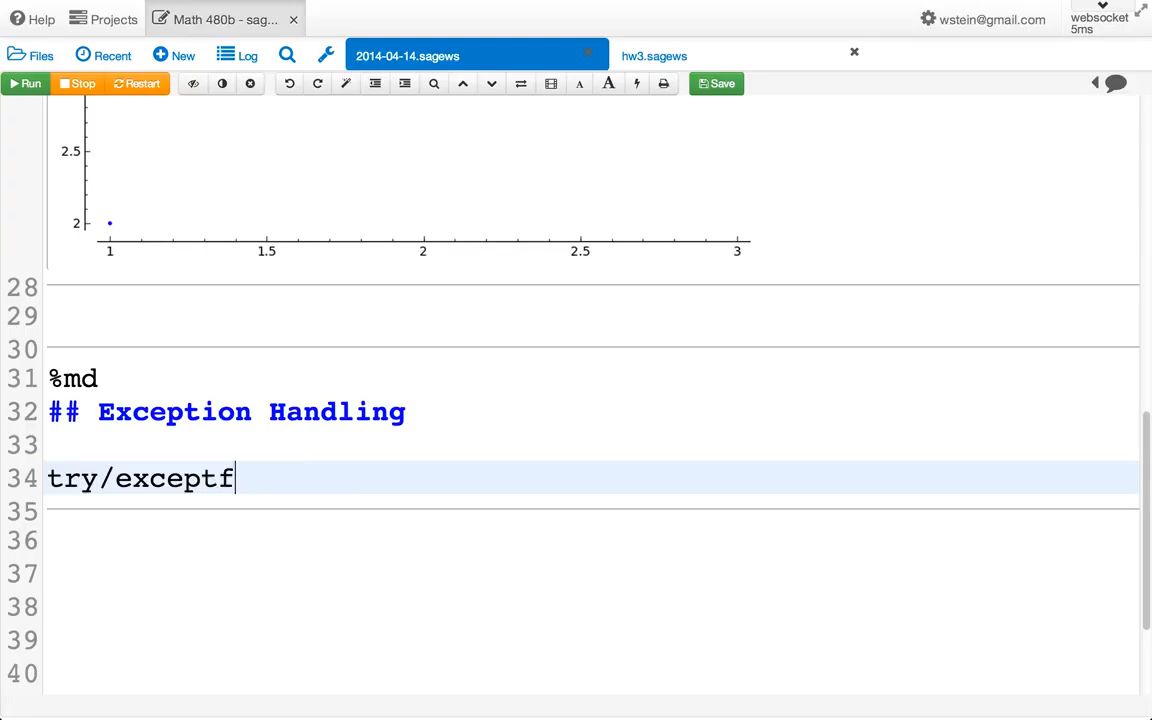 Help Projects Math 480b - sag... × wstein@gmail.com websocket 5ms
Files Recent New Log 2014-04-14.sagews hw3.sagews
Run Stop Restart A A Save
2.5
2
1 1.5 2 2.5 3
28
29
30
31 %md
32 ## Exception Handling
33
34 try/exceptf
35
36
37
38
39
40